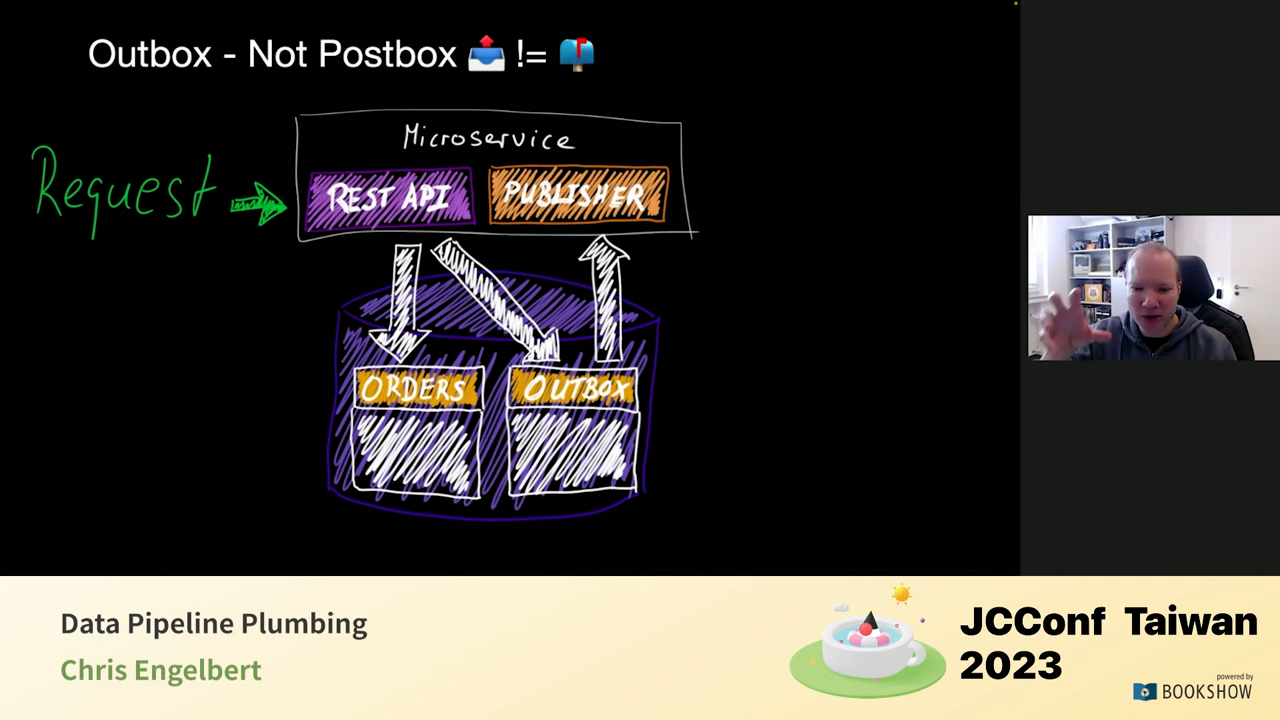 Outbox - Not Postbox 📤 != 📫
Microservice
Request
REST API
PUBLISHER
ORDERS
OUTBOX
Data Pipeline Plumbing
Chris Engelbert
JCConf Taiwan
2023
powered by
BOOKSHOW